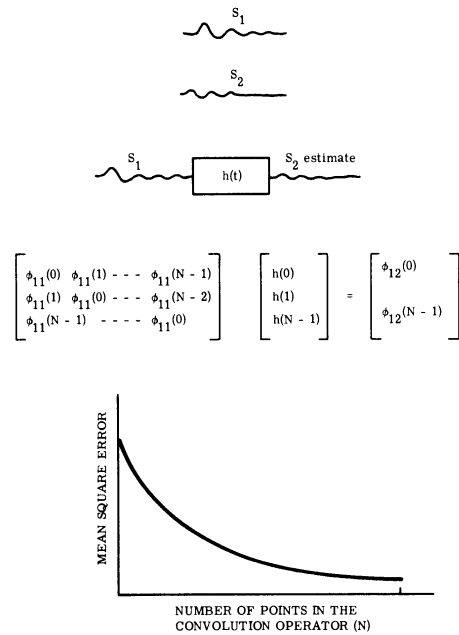 S1
S2
S1
h(t)
S2 estimate
ϕ11(0) ϕ11(1) - - - ϕ11(N - 1)
ϕ11(1) ϕ11(0) - - - ϕ11(N - 2)
ϕ11(N - 1) - - - - ϕ11(0)
h(0)
h(1)
h(N - 1)
=
ϕ12(0)
ϕ12(N - 1)
MEAN SQUARE ERROR
NUMBER OF POINTS IN THE
CONVOLUTION OPERATOR (N)